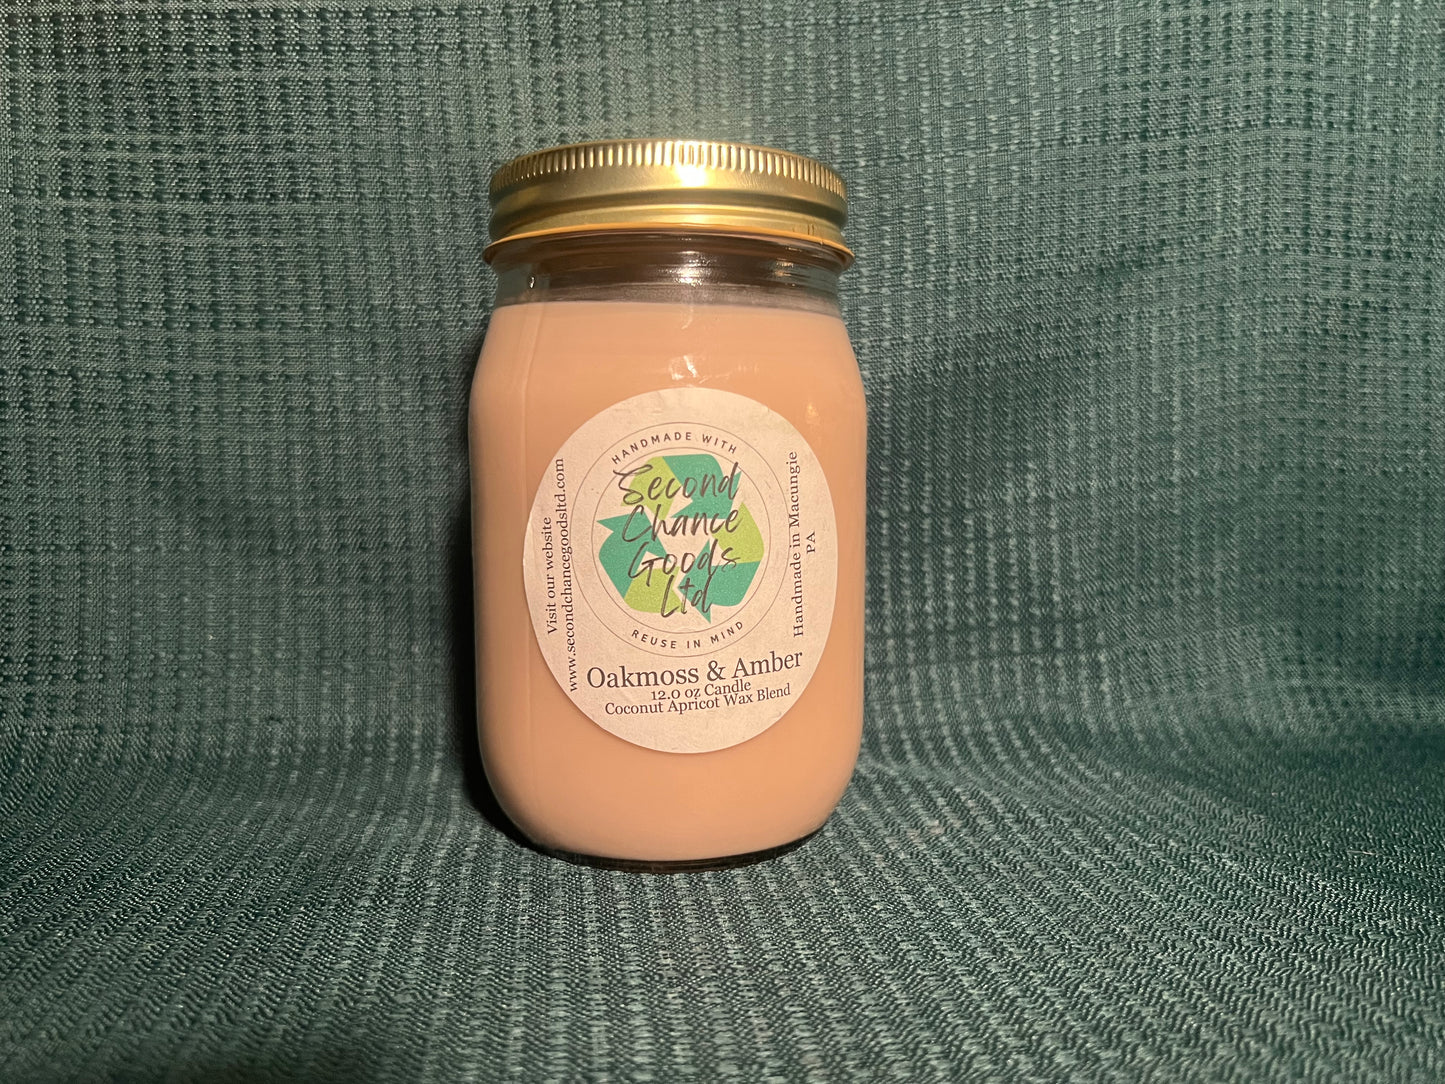 HANDMADE WITH
Second
Chance
Goods
Ltd
REUSE IN MIND
Visit our website
www.secondchancegoodsltd.com
Handmade in Macungie
PA
Oakmoss & Amber
12.0 oz Candle
Coconut Apricot Wax Blend